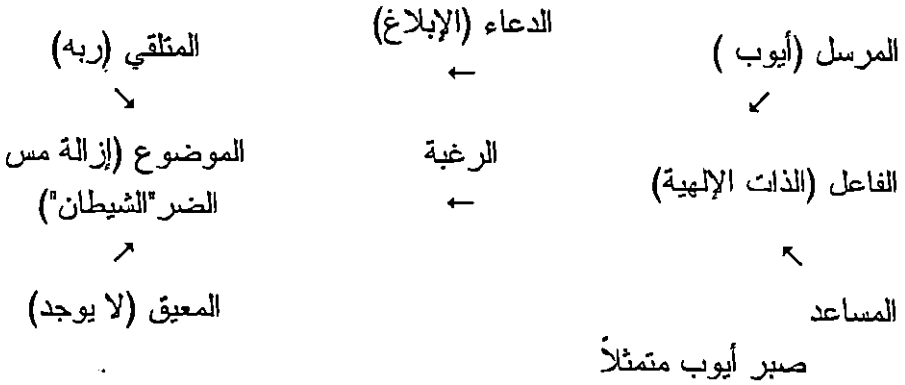 المرسل (أيوب ) الدعاء (الإبلاغ) المتلقي (ربه)
↙ ← ↘
الفاعل (الذات الإلهية) الرغبة الموضوع (إزالة مس
← الضر"الشيطان")
↖ ↗
المساعد المعيق (لا يوجد)
صبر أيوب متمثلاً